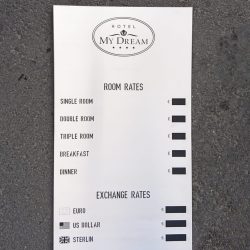 HOTEL
MY DREAM
ROOM RATES
SINGLE ROOM €
DOUBLE ROOM €
TRIPLE ROOM €
BREAKFAST €
DINNER €
EXCHANGE RATES
EURO
US DOLLAR
STERLIN